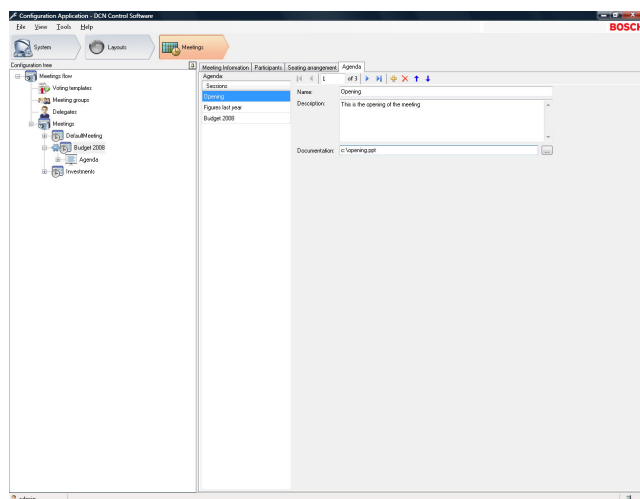 Configuration Application - DCN Control Software
File View Tools Help
BOSCH
System
Layouts
Meetings
Configuration tree
Meetings flow
Voting templates
Meeting groups
Delegates
Meetings
DefaultMeeting
Budget 2008
Agenda
Investments
Meeting Information Participants Seating arrangement Agenda
Agenda:
Sessions
Opening
Figures last year
Budget 2008
1 of 3
Name: Opening
Description: This is the opening of the meeting
Documentation: c:\opening.ppt
...
admin